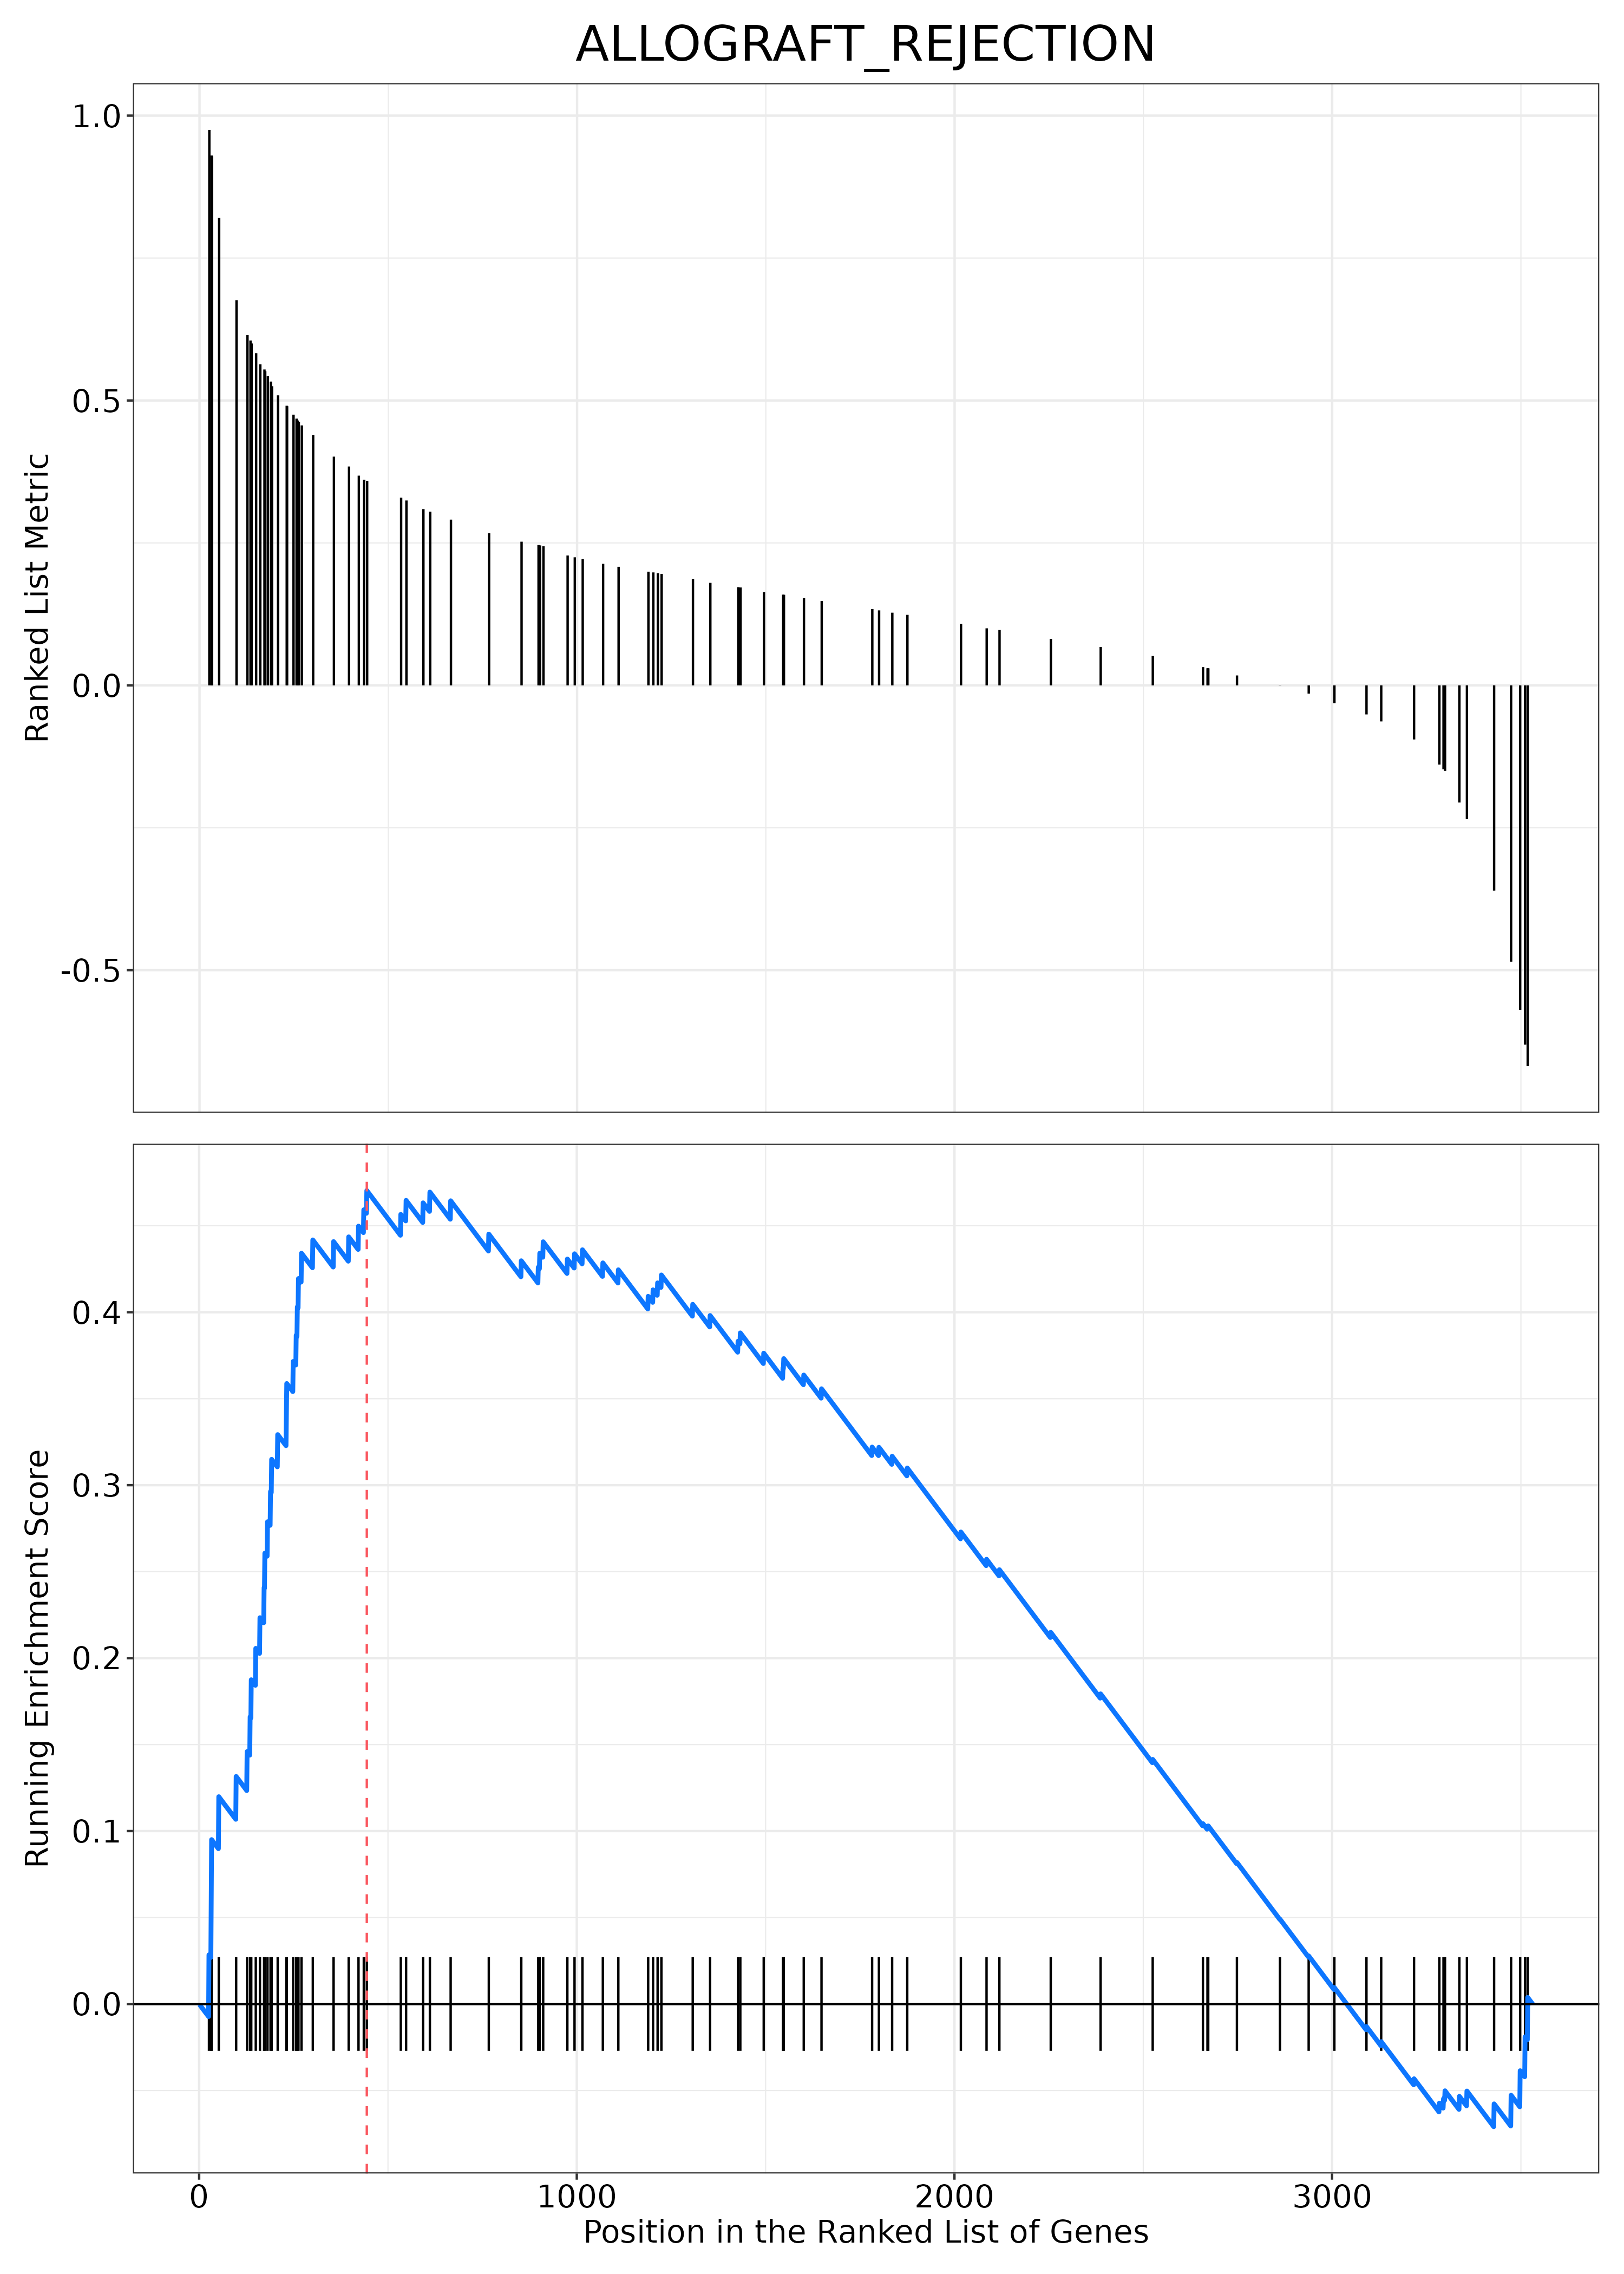 ALLOGRAFT_REJECTION
1.0
0.5
0.0
-0.5
Ranked List Metric
0.4
0.3
0.2
0.1
0.0
Running Enrichment Score
0 1000 2000 3000
Position in the Ranked List of Genes